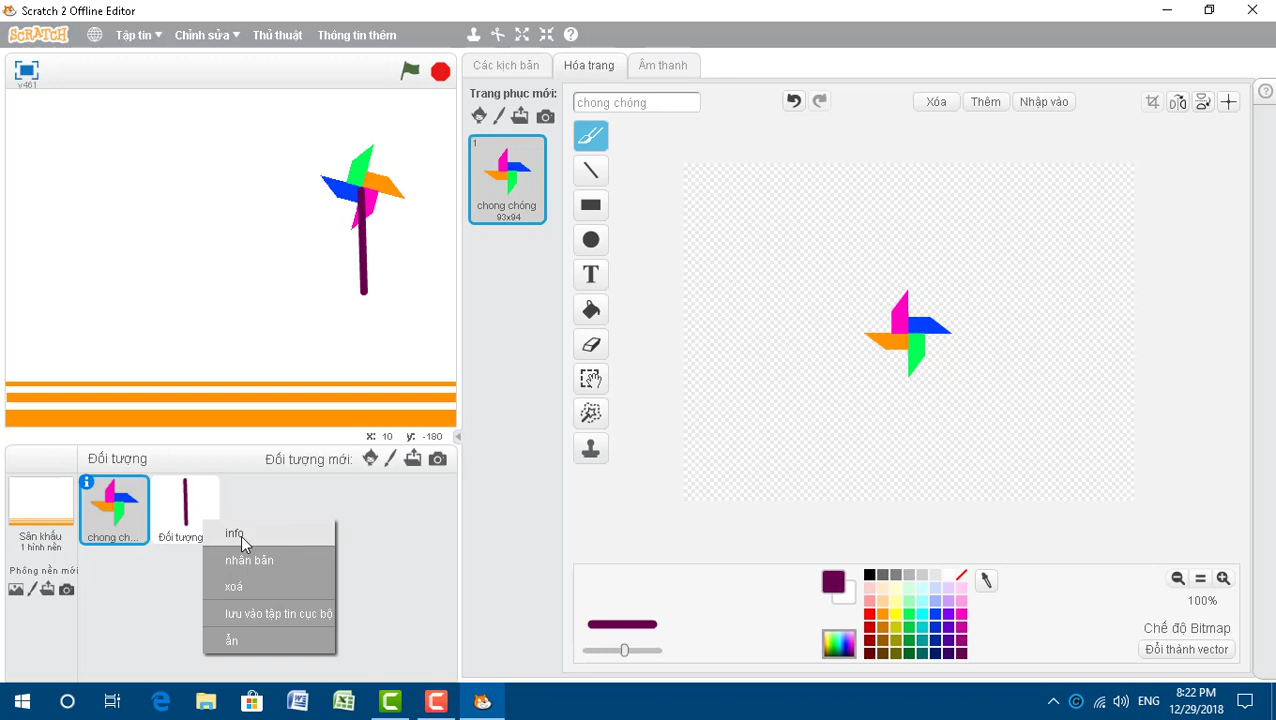 Scratch 2 Offline Editor
SCRATCH
Tập tin
Chỉnh sửa
Thủ thuật
Thông tin thêm
v461
Các kịch bản
Hóa trang
Âm thanh
Trang phục mới:
chong chóng
Xóa
Thêm
Nhập vào
1
chong chóng
93x94
T
x: 10 y: -180
Đối tượng
Đối tượng mới:
Sân khấu
1 hình nền
chong ch...
Đối tượng
Phông nền mới
info
nhân bản
xoá
lưu vào tập tin cục bộ
ẩn
100%
Chế độ Bitmap
Đổi thành vector
ENG
8:22 PM
12/29/2018